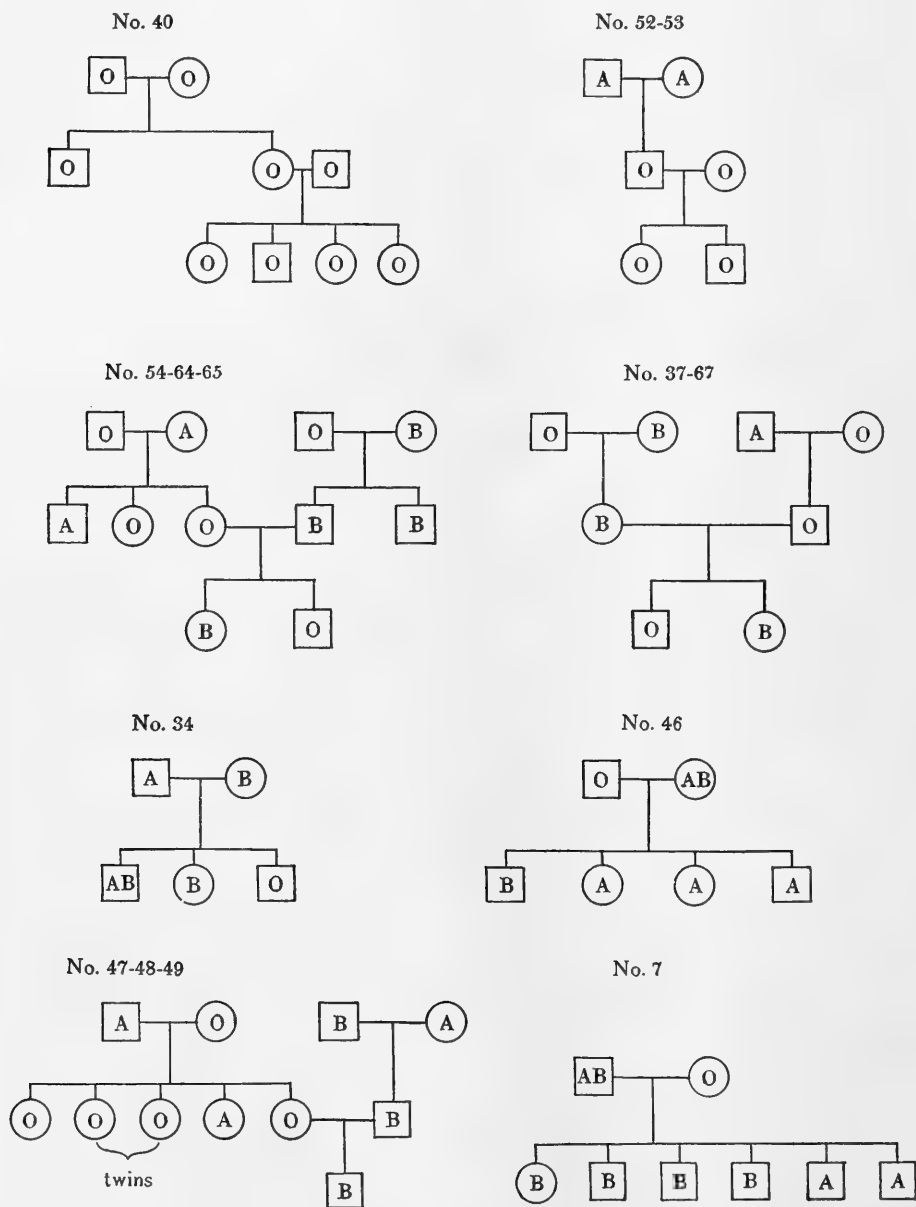 No. 40
O O
O O O
O O O O
No. 52-53
A A
O O
O O
No. 54-64-65
O A O B
A O O B B
B O
No. 37-67
O B A O
B O
O B
No. 34
A B
AB B O
No. 46
O AB
B A A A
No. 47-48-49
A O B A
O O O A O B
twins
B
No. 7
AB O
B B B B A A